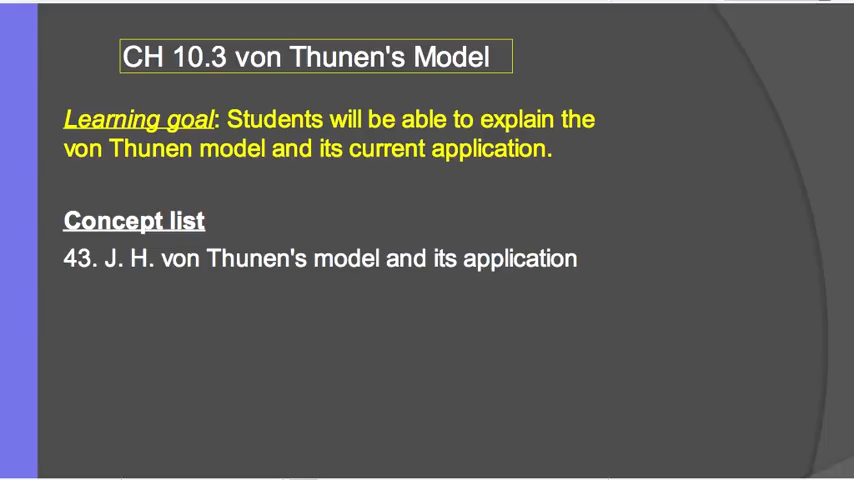 CH 10.3 von Thunen's Model
Learning goal: Students will be able to explain the
von Thunen model and its current application.
Concept list
43. J. H. von Thunen's model and its application